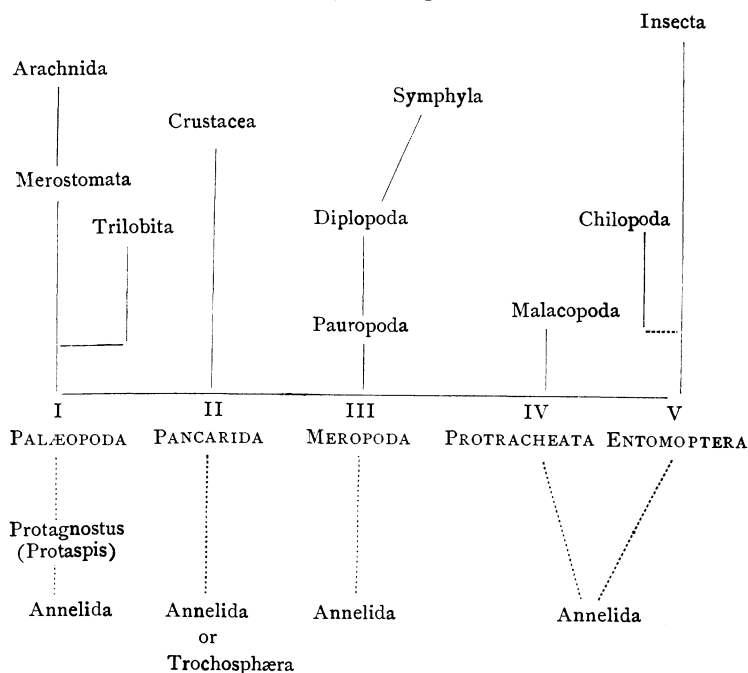 Insecta
Arachnida
Symphyla
Crustacea
Merostomata
Trilobita
Diplopoda
Chilopoda
Pauropoda
Malacopoda
I II III IV V
PALÆOPODA PANCARIDA MEROPODA PROTRACHEATA ENTOMOPTERA
Protagnostus
(Protaspis)
Annelida Annelida Annelida Annelida
or
Trochosphæra